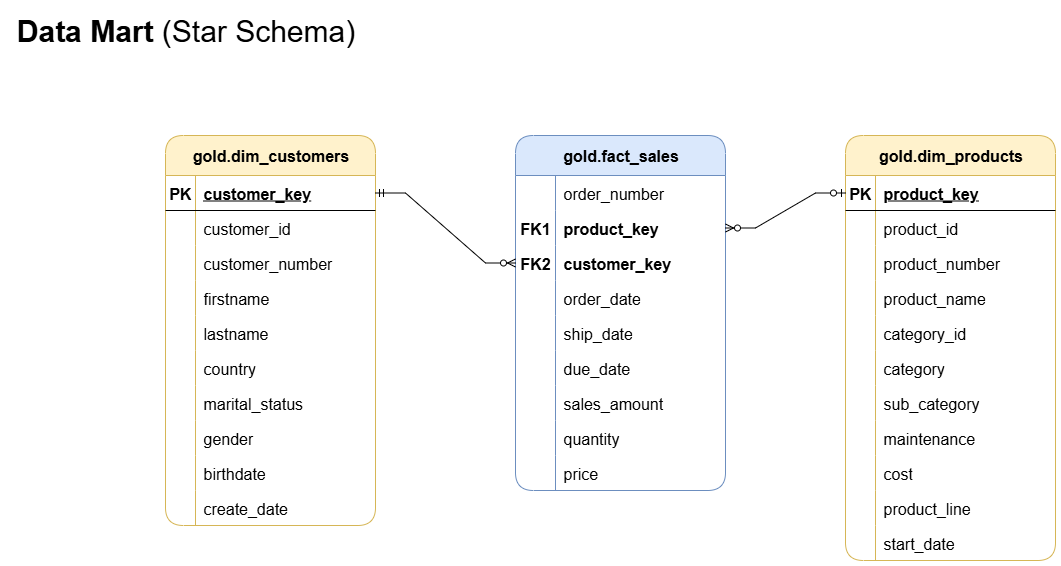 Data Mart (Star Schema)
gold.dim_customers
PK customer_key
customer_id
customer_number
firstname
lastname
country
marital_status
gender
birthdate
create_date
gold.fact_sales
order_number
FK1 product_key
FK2 customer_key
order_date
ship_date
due_date
sales_amount
quantity
price
gold.dim_products
PK product_key
product_id
product_number
product_name
category_id
category
sub_category
maintenance
cost
product_line
start_date